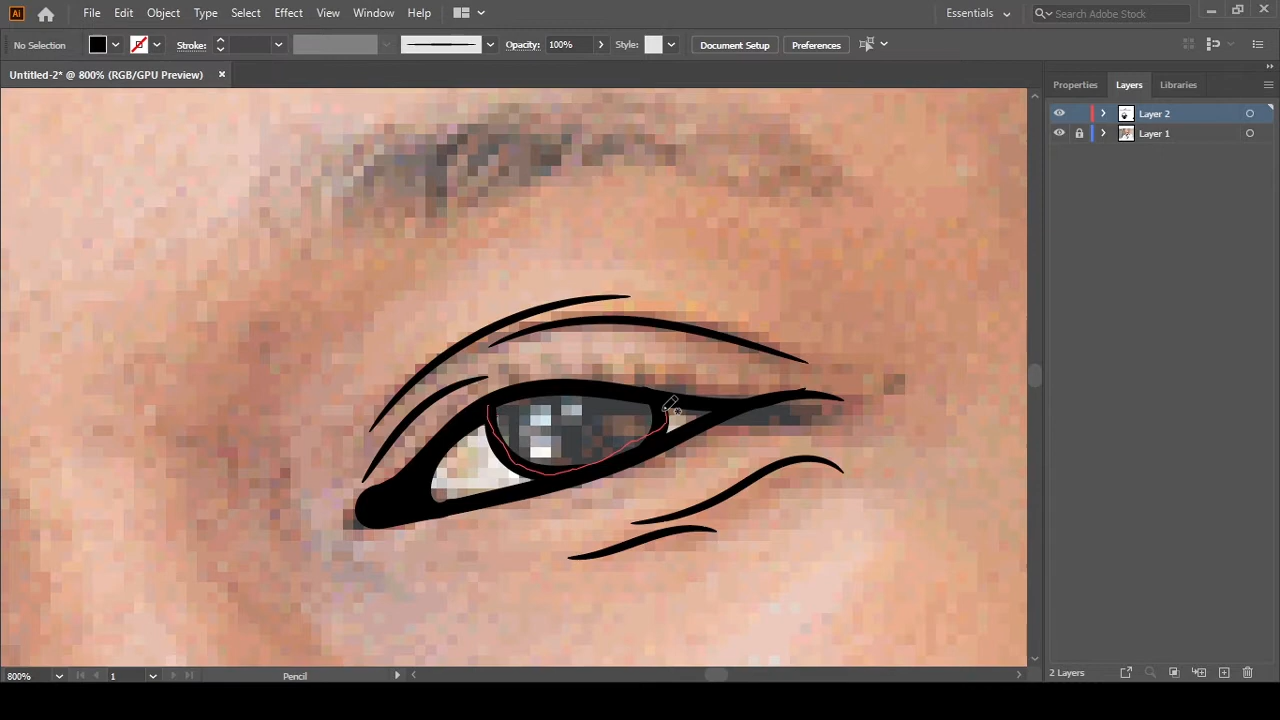 Ai File Edit Object Type Select Effect View Window Help Essentials Search Adobe Stock
No Selection Stroke: Opacity: 100% Style: Document Setup Preferences
Untitled-2* @ 800% (RGB/GPU Preview)
Properties Layers Libraries
Layer 2
Layer 1
800% 1 Pencil 2 Layers